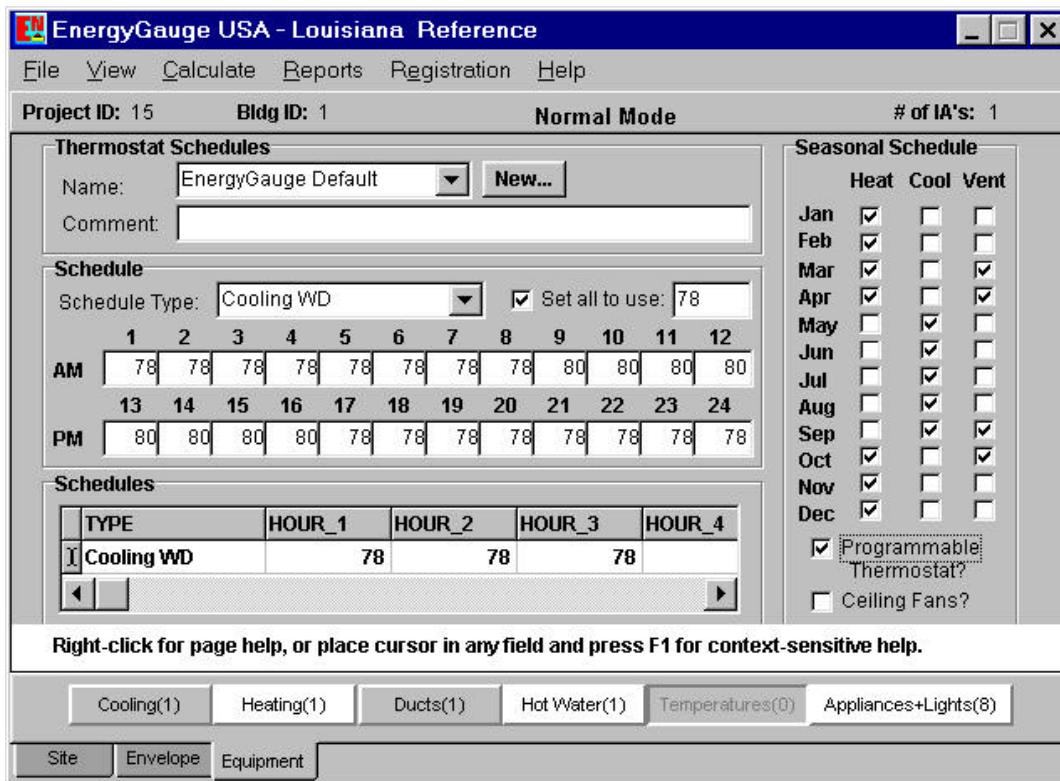 EnergyGauge USA - Louisiana Reference
File View Calculate Reports Registration Help
Project ID: 15 Bldg ID: 1 Normal Mode # of IA's: 1
Thermostat Schedules
Name: EnergyGauge Default New...
Comment:
Schedule
Schedule Type: Cooling WD Set all to use: 78
1 2 3 4 5 6 7 8 9 10 11 12
AM 78 78 78 78 78 78 78 78 80 80 80 80
13 14 15 16 17 18 19 20 21 22 23 24
PM 80 80 80 80 78 78 78 78 78 78 78 78
Schedules
TYPE HOUR_1 HOUR_2 HOUR_3 HOUR_4
Cooling WD 78 78 78
Seasonal Schedule
Heat Cool Vent
Jan
Feb
Mar
Apr
May
Jun
Jul
Aug
Sep
Oct
Nov
Dec
Programmable
Thermostat?
Ceiling Fans?
Right-click for page help, or place cursor in any field and press F1 for context-sensitive help.
Cooling(1) Heating(1) Ducts(1) Hot Water(1) Temperatures(0) Appliances+Lights(8)
Site Envelope Equipment